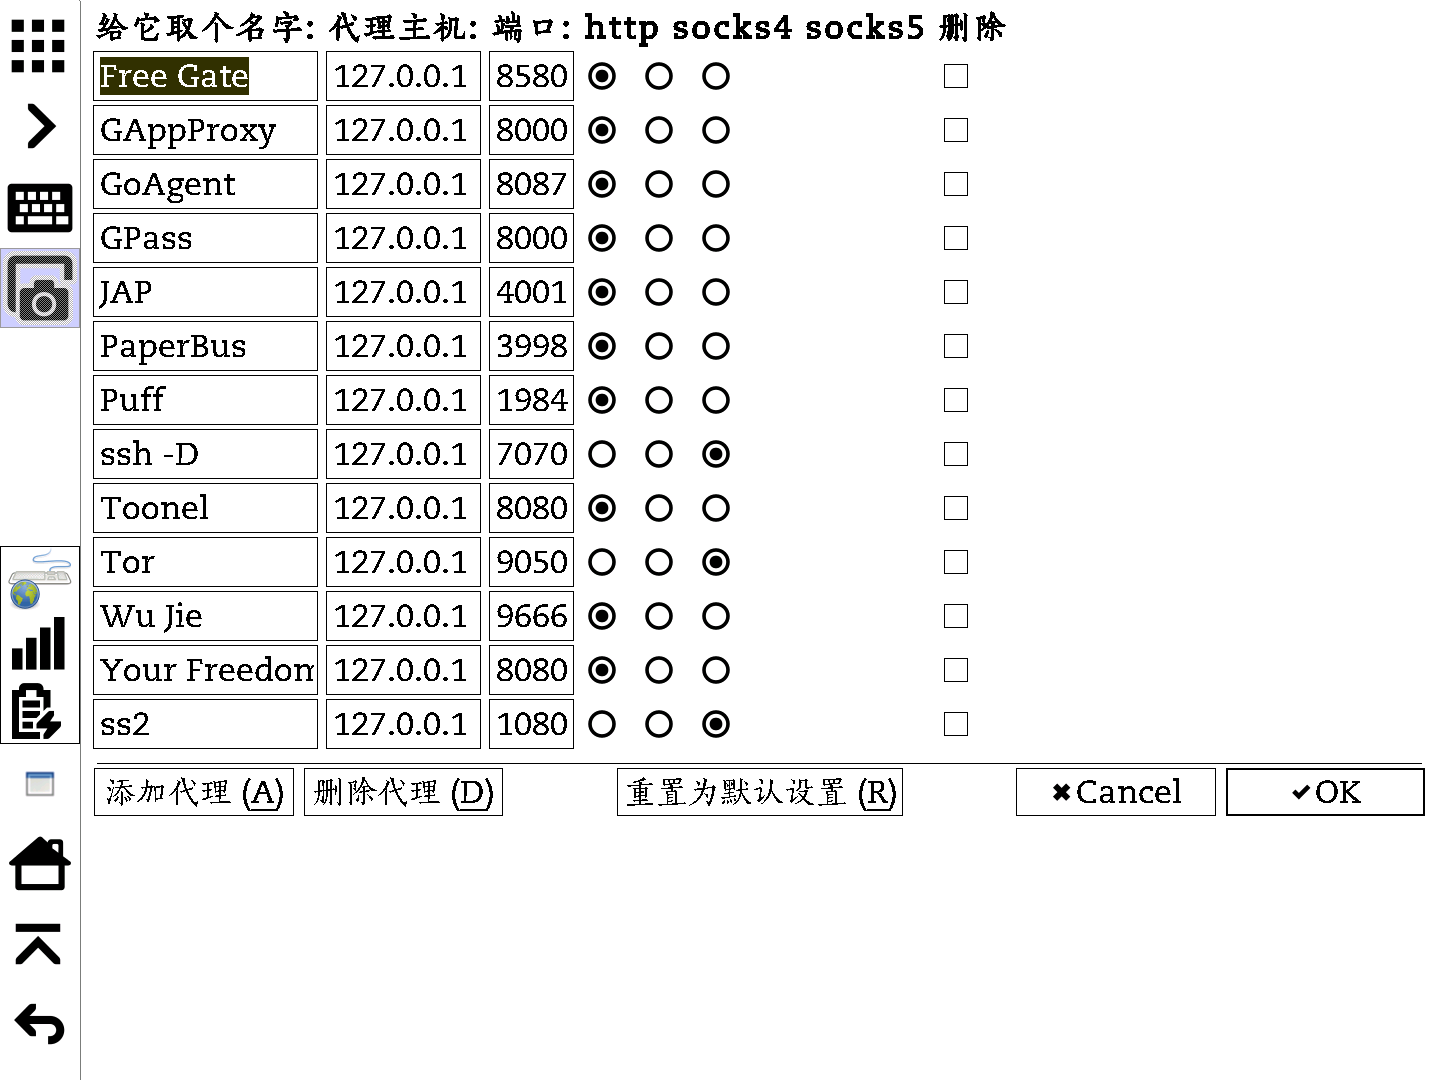 给它取个名字: 代理主机: 端口: http socks4 socks5 删除
Free Gate 127.0.0.1 8580
GAppProxy 127.0.0.1 8000
GoAgent 127.0.0.1 8087
GPass 127.0.0.1 8000
JAP 127.0.0.1 4001
PaperBus 127.0.0.1 3998
Puff 127.0.0.1 1984
ssh -D 127.0.0.1 7070
Toonel 127.0.0.1 8080
Tor 127.0.0.1 9050
Wu Jie 127.0.0.1 9666
Your Freedom 127.0.0.1 8080
ss2 127.0.0.1 1080
添加代理 (A) 删除代理 (D) 重置为默认设置 (R) Cancel OK